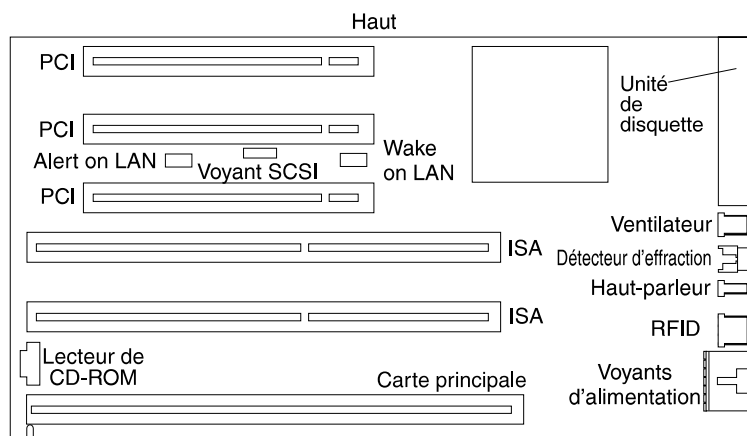 Haut
PCI
Unité
de
disquette
PCI
Alert on LAN
Voyant SCSI
Wake
on LAN
PCI
Ventilateur
ISA
Détecteur d'effraction
Haut-parleur
ISA
RFID
Lecteur de
CD-ROM
Carte principale
Voyants
d'alimentation